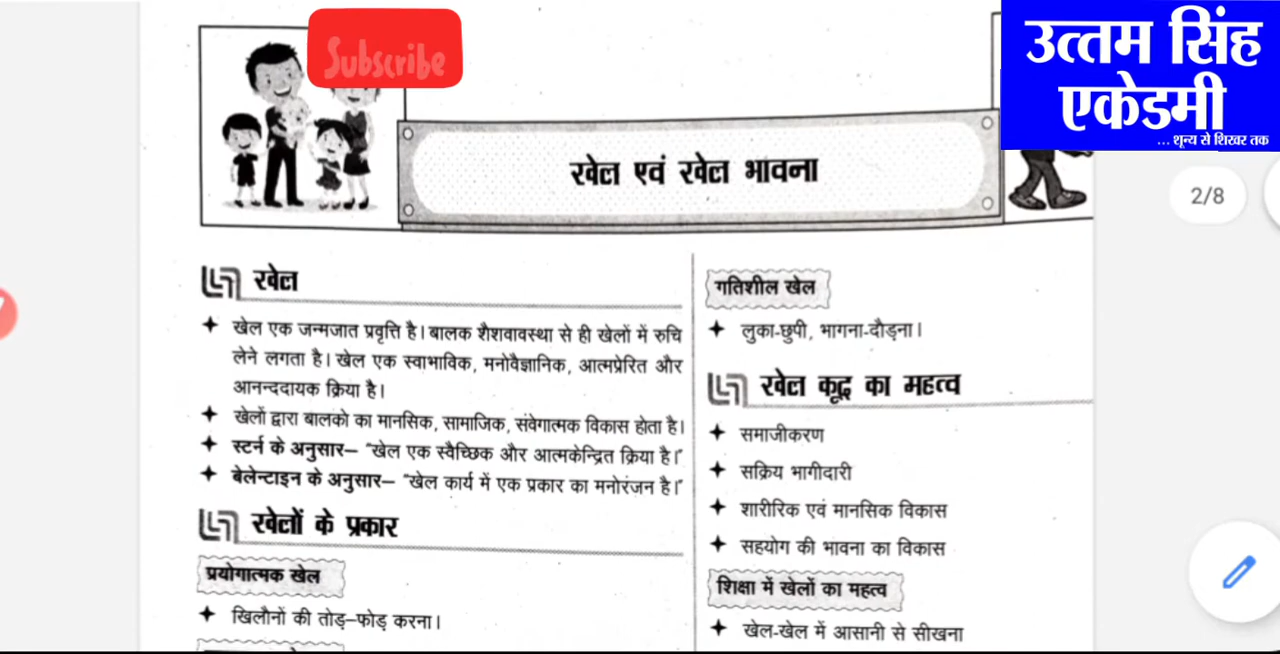 Subscribe
उत्तम सिंह
एकेडमी
... शून्य से शिखर तक
2/8
खेल एवं खेल भावना
खेल
खेल एक जन्मजात प्रवृत्ति है। बालक शैशवावस्था से ही खेलों में रुचि
लेने लगता है। खेल एक स्वाभाविक, मनोवैज्ञानिक, आत्मप्रेरित और
आनन्ददायक क्रिया है।
खेलों द्वारा बालको का मानसिक, सामाजिक, संवेगात्मक विकास होता है।
स्टर्न के अनुसार– "खेल एक स्वैच्छिक और आत्मकेन्द्रित क्रिया है।"
बेलेन्टाइन के अनुसार– "खेल कार्य में एक प्रकार का मनोरंजन है।"
खेलों के प्रकार
प्रयोगात्मक खेल
खिलौनों की तोड़–फोड़ करना।
गतिशील खेल
लुका-छुपी, भागना-दौड़ना।
खेल कूद का महत्व
समाजीकरण
सक्रिय भागीदारी
शारीरिक एवं मानसिक विकास
सहयोग की भावना का विकास
शिक्षा में खेलों का महत्व
खेल-खेल में आसानी से सीखना